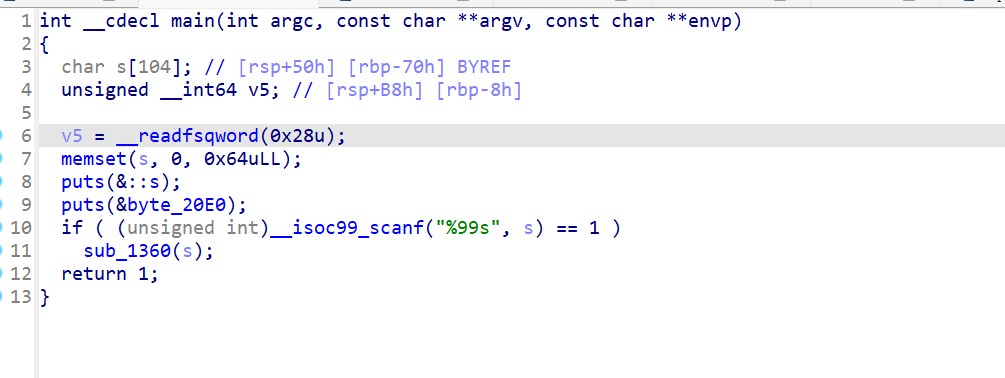 1 int __cdecl main(int argc, const char **argv, const char **envp)
2 {
3 char s[104]; // [rsp+50h] [rbp-70h] BYREF
4 unsigned __int64 v5; // [rsp+B8h] [rbp-8h]
5
6 v5 = __readfsqword(0x28u);
7 memset(s, 0, 0x64uLL);
8 puts(&::s);
9 puts(&byte_20E0);
10 if ( (unsigned int)__isoc99_scanf("%99s", s) == 1 )
11 sub_1360(s);
12 return 1;
13 }